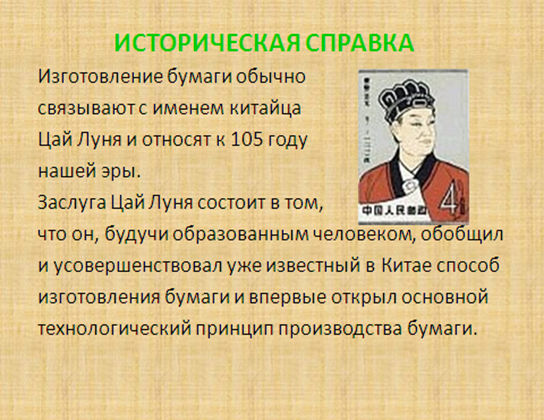 ИСТОРИЧЕСКАЯ СПРАВКА
Изготовление бумаги обычно
связывают с именем китайца
Цай Луня и относят к 105 году
нашей эры.
Заслуга Цай Луня состоит в том,
что он, будучи образованным человеком, обобщил
и усовершенствовал уже известный в Китае способ
изготовления бумаги и впервые открыл основной
технологический принцип производства бумаги.
中国人民邮政
4